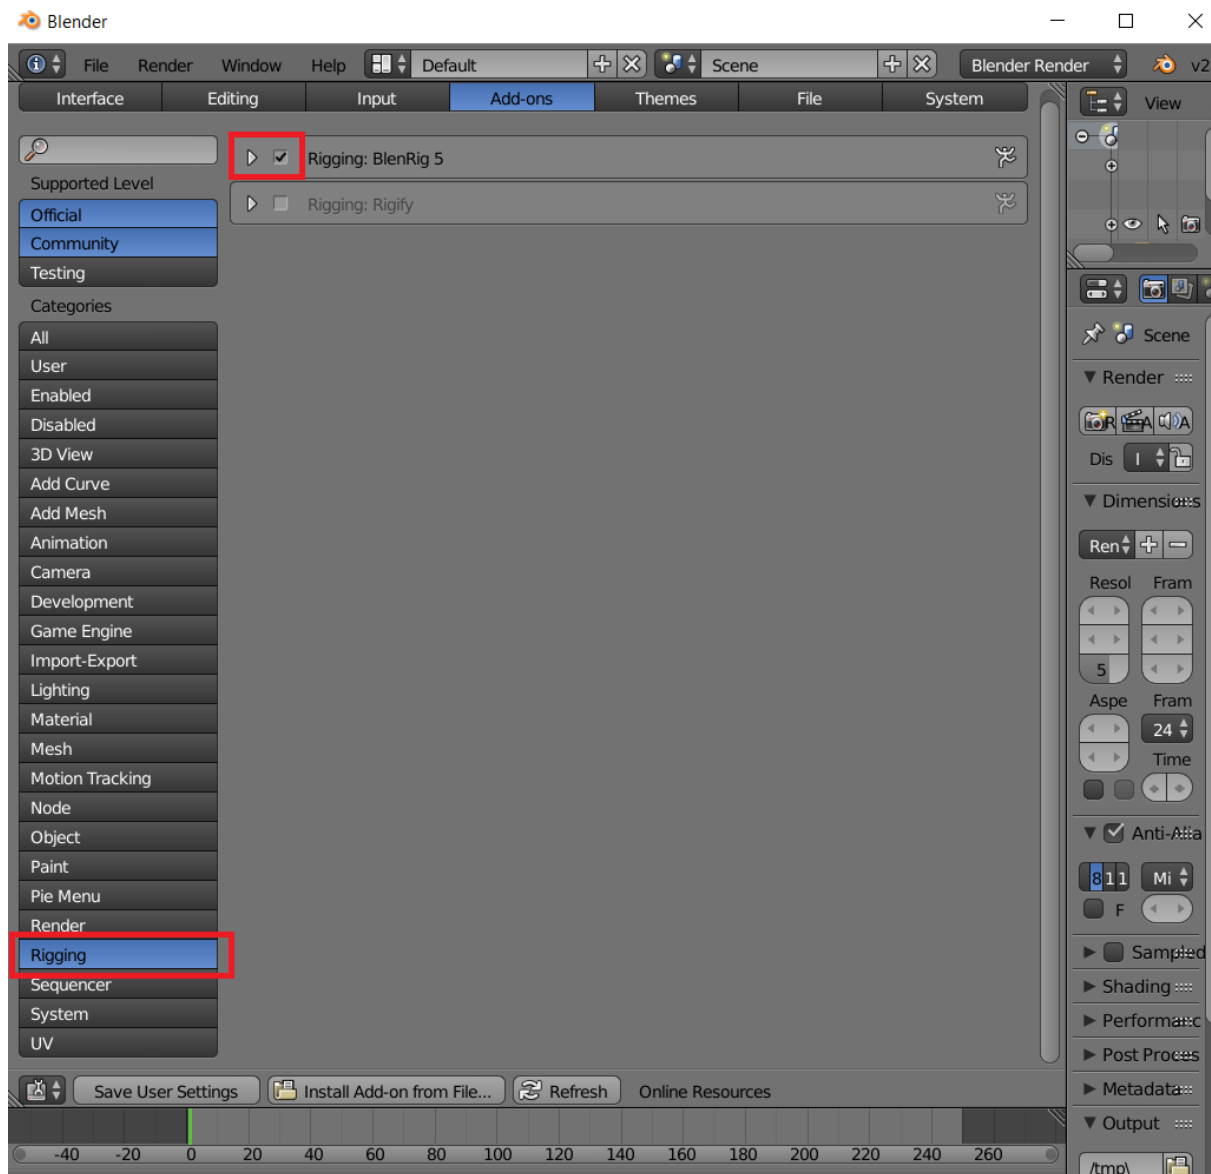 Blender
File Render Window Help Default Scene Blender Render v2
Interface Editing Input Add-ons Themes File System
View
Rigging: BlenRig 5
Supported Level
Rigging: Rigify
Official
Community
Testing
Categories
All
User
Enabled
Disabled
3D View
Add Curve
Add Mesh
Animation
Camera
Development
Game Engine
Import-Export
Lighting
Material
Mesh
Motion Tracking
Node
Object
Paint
Pie Menu
Render
Rigging
Sequencer
System
UV
Scene
Render
R A A
Dis I
Dimensions
Ren
Resol Fram
5
Aspe Fram
24
Time
Anti-Alia
8 1 1 Mi
F
Sampled
Shading
Performanc
Post Proces
Metadata
Output
/tmp\
Save User Settings Install Add-on from File... Refresh Online Resources
-40 -20 0 20 40 60 80 100 120 140 160 180 200 220 240 260